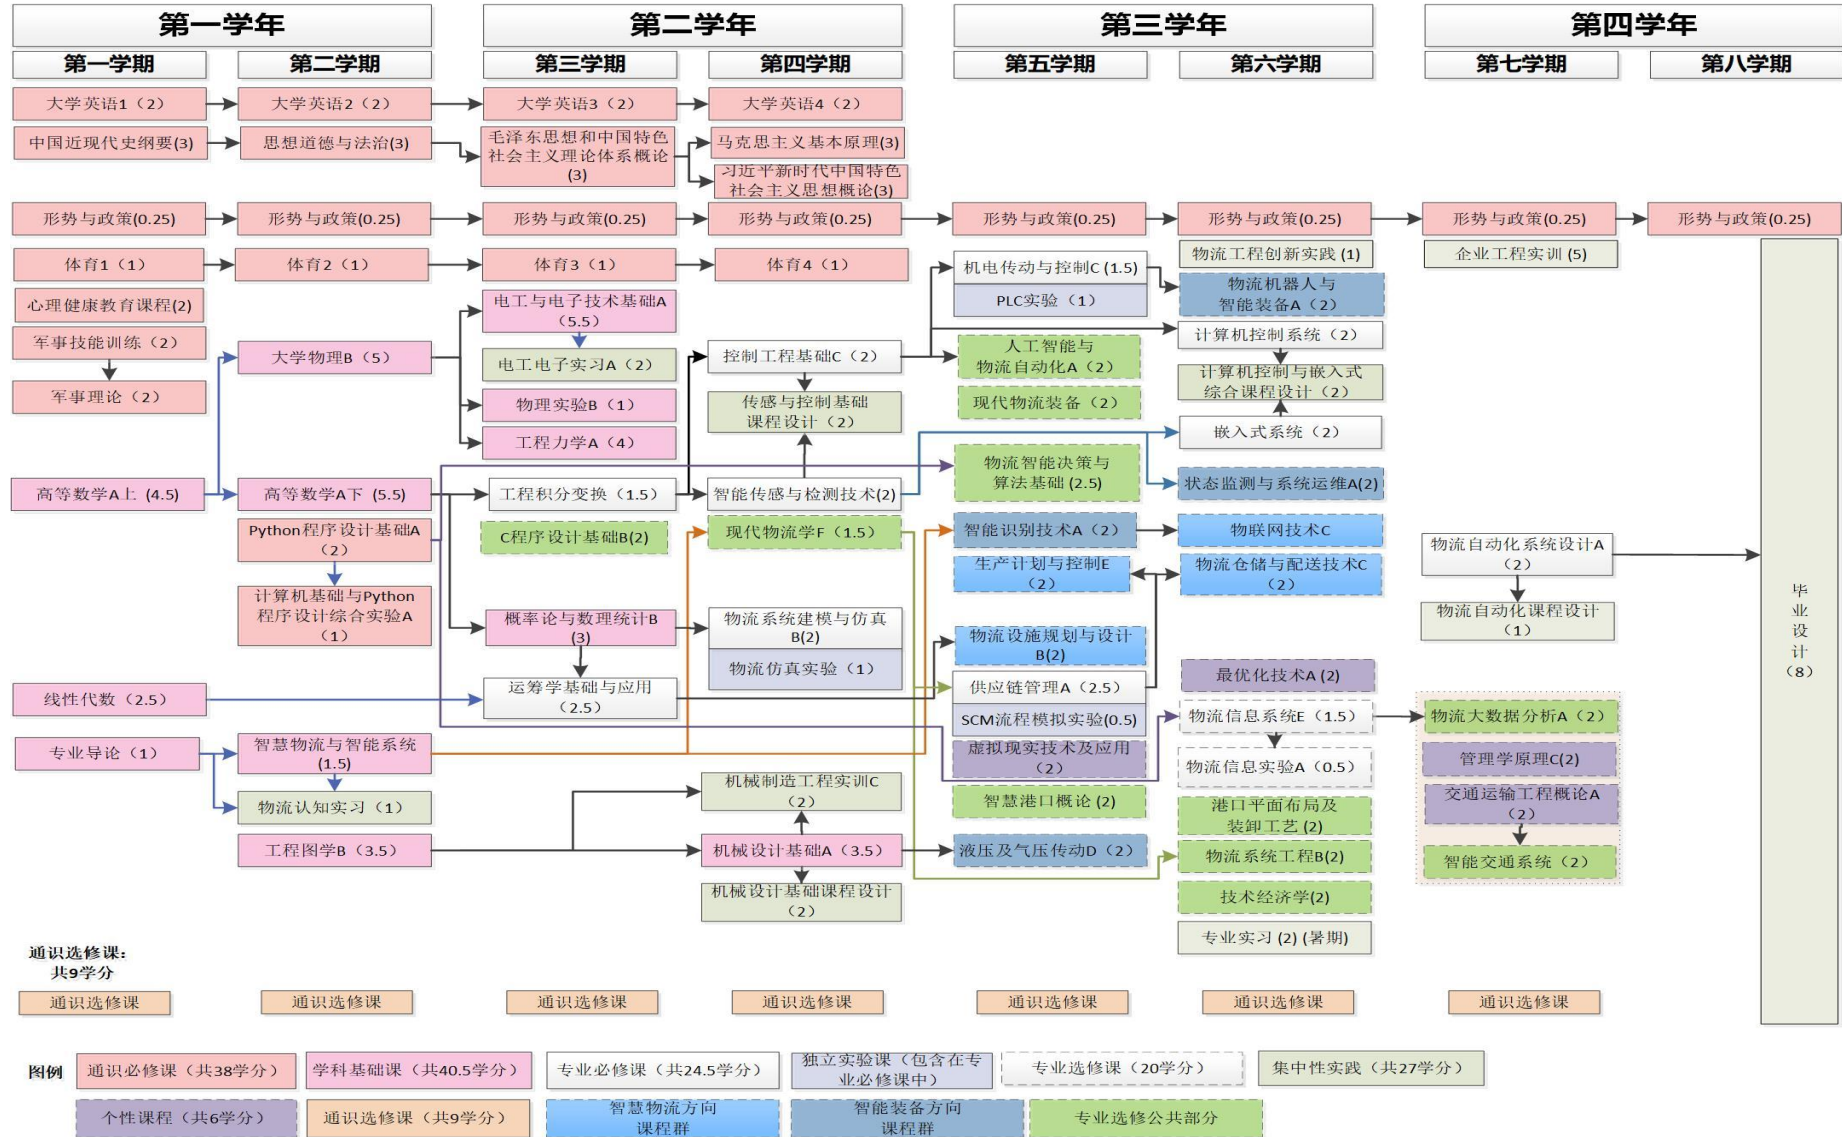 第一学年
第二学年
第三学年
第四学年
第一学期
第二学期
第三学期
第四学期
第五学期
第六学期
第七学期
第八学期
大学英语1（2）
大学英语2（2）
大学英语3（2）
大学英语4（2）
中国近现代史纲要(3)
思想道德与法治(3)
毛泽东思想和中国特色
社会主义理论体系概论
(3)
马克思主义基本原理(3)
习近平新时代中国特色
社会主义思想概论(3)
形势与政策(0.25)
形势与政策(0.25)
形势与政策(0.25)
形势与政策(0.25)
形势与政策(0.25)
形势与政策(0.25)
形势与政策(0.25)
形势与政策(0.25)
体育1（1）
体育2（1）
体育3（1）
体育4（1）
机电传动与控制C (1.5)
PLC实验（1）
物流工程创新实践 (1)
企业工程实训 (5)
心理健康教育课程(2)
电工与电子技术基础A
（5.5）
物流机器人与
智能装备A（2）
军事技能训练（2）
大学物理B（5）
电工电子实习A（2）
控制工程基础C（2）
人工智能与
物流自动化A（2）
计算机控制系统（2）
军事理论（2）
物理实验B（1）
传感与控制基础
课程设计（2）
现代物流装备（2）
计算机控制与嵌入式
综合课程设计（2）
工程力学A（4）
嵌入式系统（2）
高等数学A上 (4.5)
高等数学A下 (5.5)
工程积分变换（1.5）
智能传感与检测技术(2)
物流智能决策与
算法基础 (2.5)
状态监测与系统运维A(2)
Python程序设计基础A
（2）
C程序设计基础B(2)
现代物流学F（1.5）
智能识别技术A（2）
物联网技术C
物流自动化系统设计A
（2）
计算机基础与Python
程序设计综合实验A
（1）
生产计划与控制E
（2）
物流仓储与配送技术C
（2）
毕
业
设
计
（8）
概率论与数理统计B
(3)
物流系统建模与仿真
B(2)
物流仿真实验（1）
物流设施规划与设计
B(2)
物流自动化课程设计
（1）
线性代数（2.5）
运筹学基础与应用
（2.5）
供应链管理A（2.5）
SCM流程模拟实验(0.5)
最优化技术A (2)
专业导论（1）
智慧物流与智能系统
(1.5)
虚拟现实技术及应用
（2）
物流信息系统E（1.5）
物流大数据分析A（2）
物流认知实习（1）
机械制造工程实训C
（2）
智慧港口概论 (2)
物流信息实验A（0.5）
管理学原理C(2)
港口平面布局及
装卸工艺 (2)
交通运输工程概论A
（2）
工程图学B（3.5）
机械设计基础A（3.5）
液压及气压传动D（2）
物流系统工程B(2)
智能交通系统（2）
机械设计基础课程设计
（2）
技术经济学(2)
专业实习 (2) (暑期)
通识选修课：
共9学分
通识选修课
通识选修课
通识选修课
通识选修课
通识选修课
通识选修课
通识选修课
图例
通识必修课（共38学分）
学科基础课（共40.5学分）
专业必修课（共24.5学分）
独立实验课（包含在专
业必修课中）
专业选修课（20学分）
集中性实践（共27学分）
个性课程（共6学分）
通识选修课（共9学分）
智慧物流方向
课程群
智能装备方向
课程群
专业选修公共部分